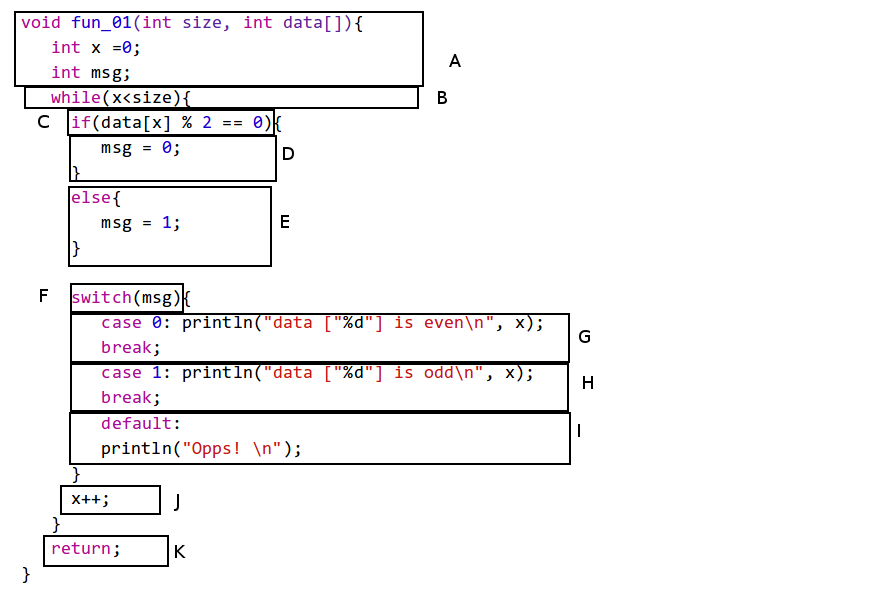 void fun_01(int size, int data[]){
int x =0;
int msg;
A
while(x<size){
B
C
if(data[x] % 2 == 0){
msg = 0;
}
D
else{
msg = 1;
}
E
F
switch(msg){
case 0: println("data ["%d"] is even\n", x);
break;
G
case 1: println("data ["%d"] is odd\n", x);
break;
H
default:
println("Opps! \n");
I
}
x++;
J
}
return;
K
}